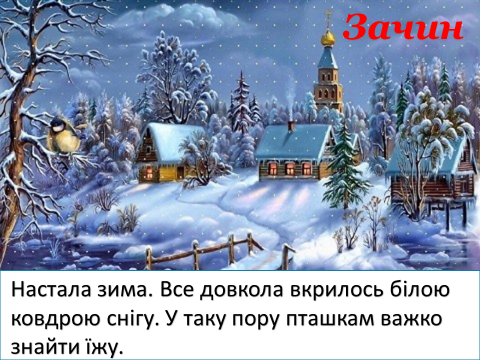 Зачин
Настала зима. Все довкола вкрилось білою
ковдрою снігу. У таку пору пташкам важко
знайти їжу.